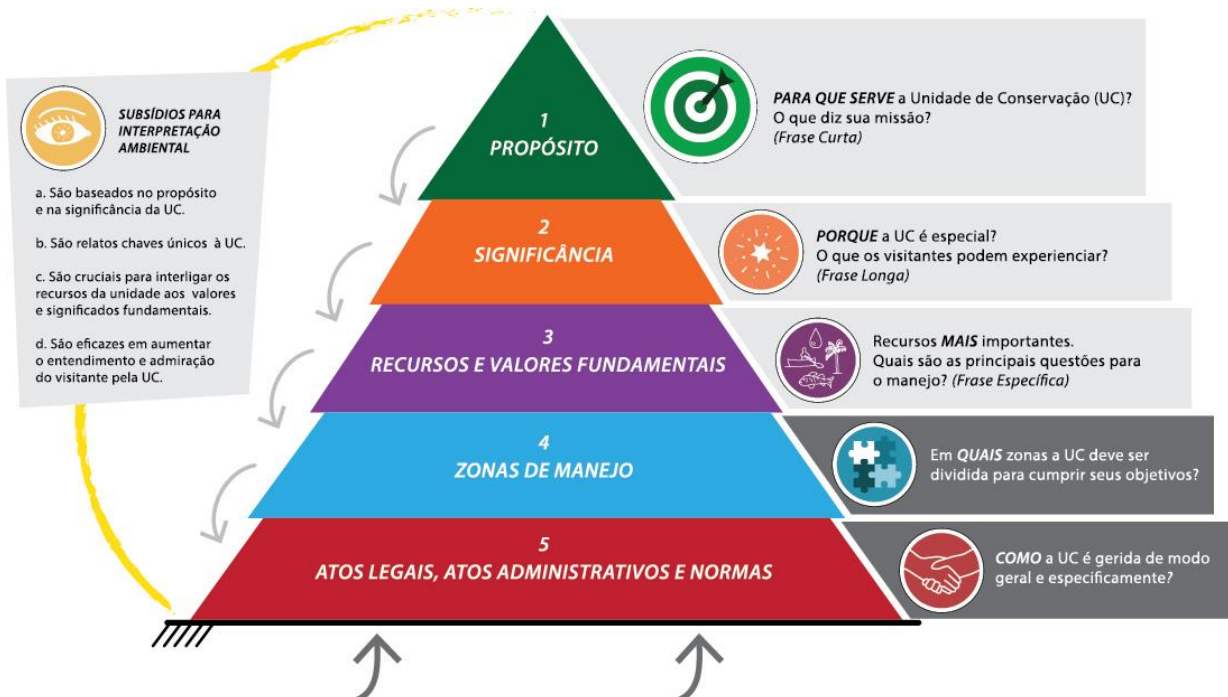 SUBSÍDIOS PARA
INTERPRETAÇÃO
AMBIENTAL
a. São baseados no propósito
e na significância da UC.
b. São relatos chaves únicos à UC.
c. São cruciais para interligar os
recursos da unidade aos valores
e significados fundamentais.
d. São eficazes em aumentar
o entendimento e admiração
do visitante pela UC.
1
PROPÓSITO
PARA QUE SERVE a Unidade de Conservação (UC)?
O que diz sua missão?
(Frase Curta)
2
SIGNIFICÂNCIA
PORQUE a UC é especial?
O que os visitantes podem experienciar?
(Frase Longa)
3
RECURSOS E VALORES FUNDAMENTAIS
Recursos MAIS importantes.
Quais são as principais questões para
o manejo? (Frase Específica)
4
ZONAS DE MANEJO
Em QUAIS zonas a UC deve ser
dividida para cumprir seus objetivos?
5
ATOS LEGAIS, ATOS ADMINISTRATIVOS E NORMAS
COMO a UC é gerida de modo
geral e especificamente?